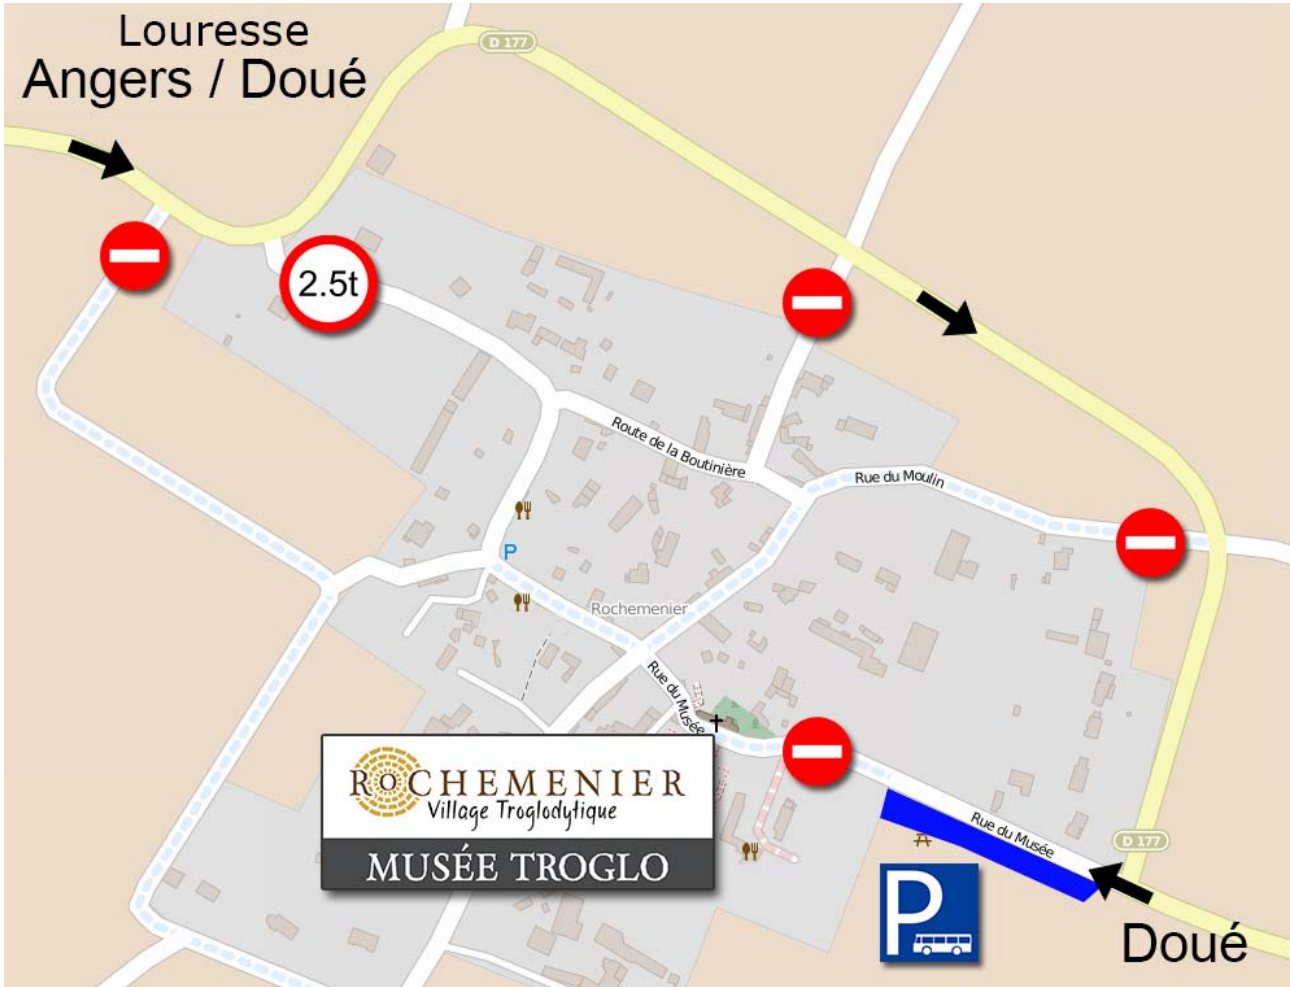 Louresse
Angers / Doué
D 177
2.5t
Route de la Boutinière
Rue du Moulin
P
Rochemenier
Rue du Musée
ROCHEMENIER
Village Troglodytique
MUSÉE TROGLO
Rue du Musée
D 177
P
Doué